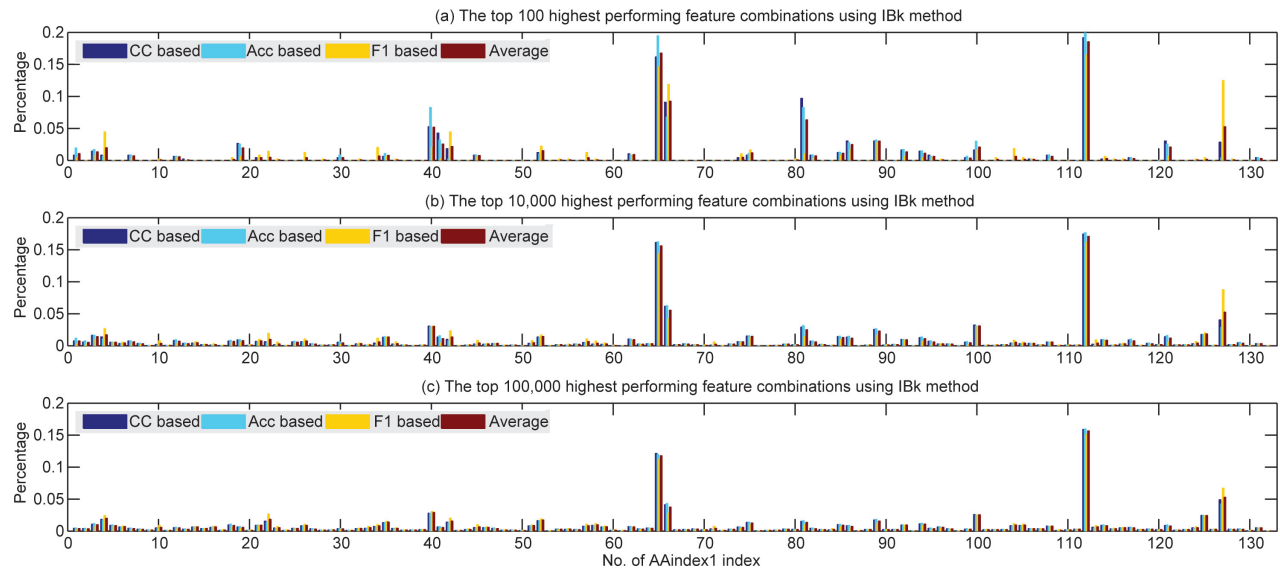 (a) The top 100 highest performing feature combinations using IBk method
0.2
0.15
0.1
0.05
0
Percentage
CC based Acc based F1 based Average
0 10 20 30 40 50 60 70 80 90 100 110 120 130
(b) The top 10,000 highest performing feature combinations using IBk method
0.2
0.15
0.1
0.05
0
Percentage
CC based Acc based F1 based Average
0 10 20 30 40 50 60 70 80 90 100 110 120 130
(c) The top 100,000 highest performing feature combinations using IBk method
0.2
0.15
0.1
0.05
0
Percentage
CC based Acc based F1 based Average
0 10 20 30 40 50 60 70 80 90 100 110 120 130
No. of AAindex1 index